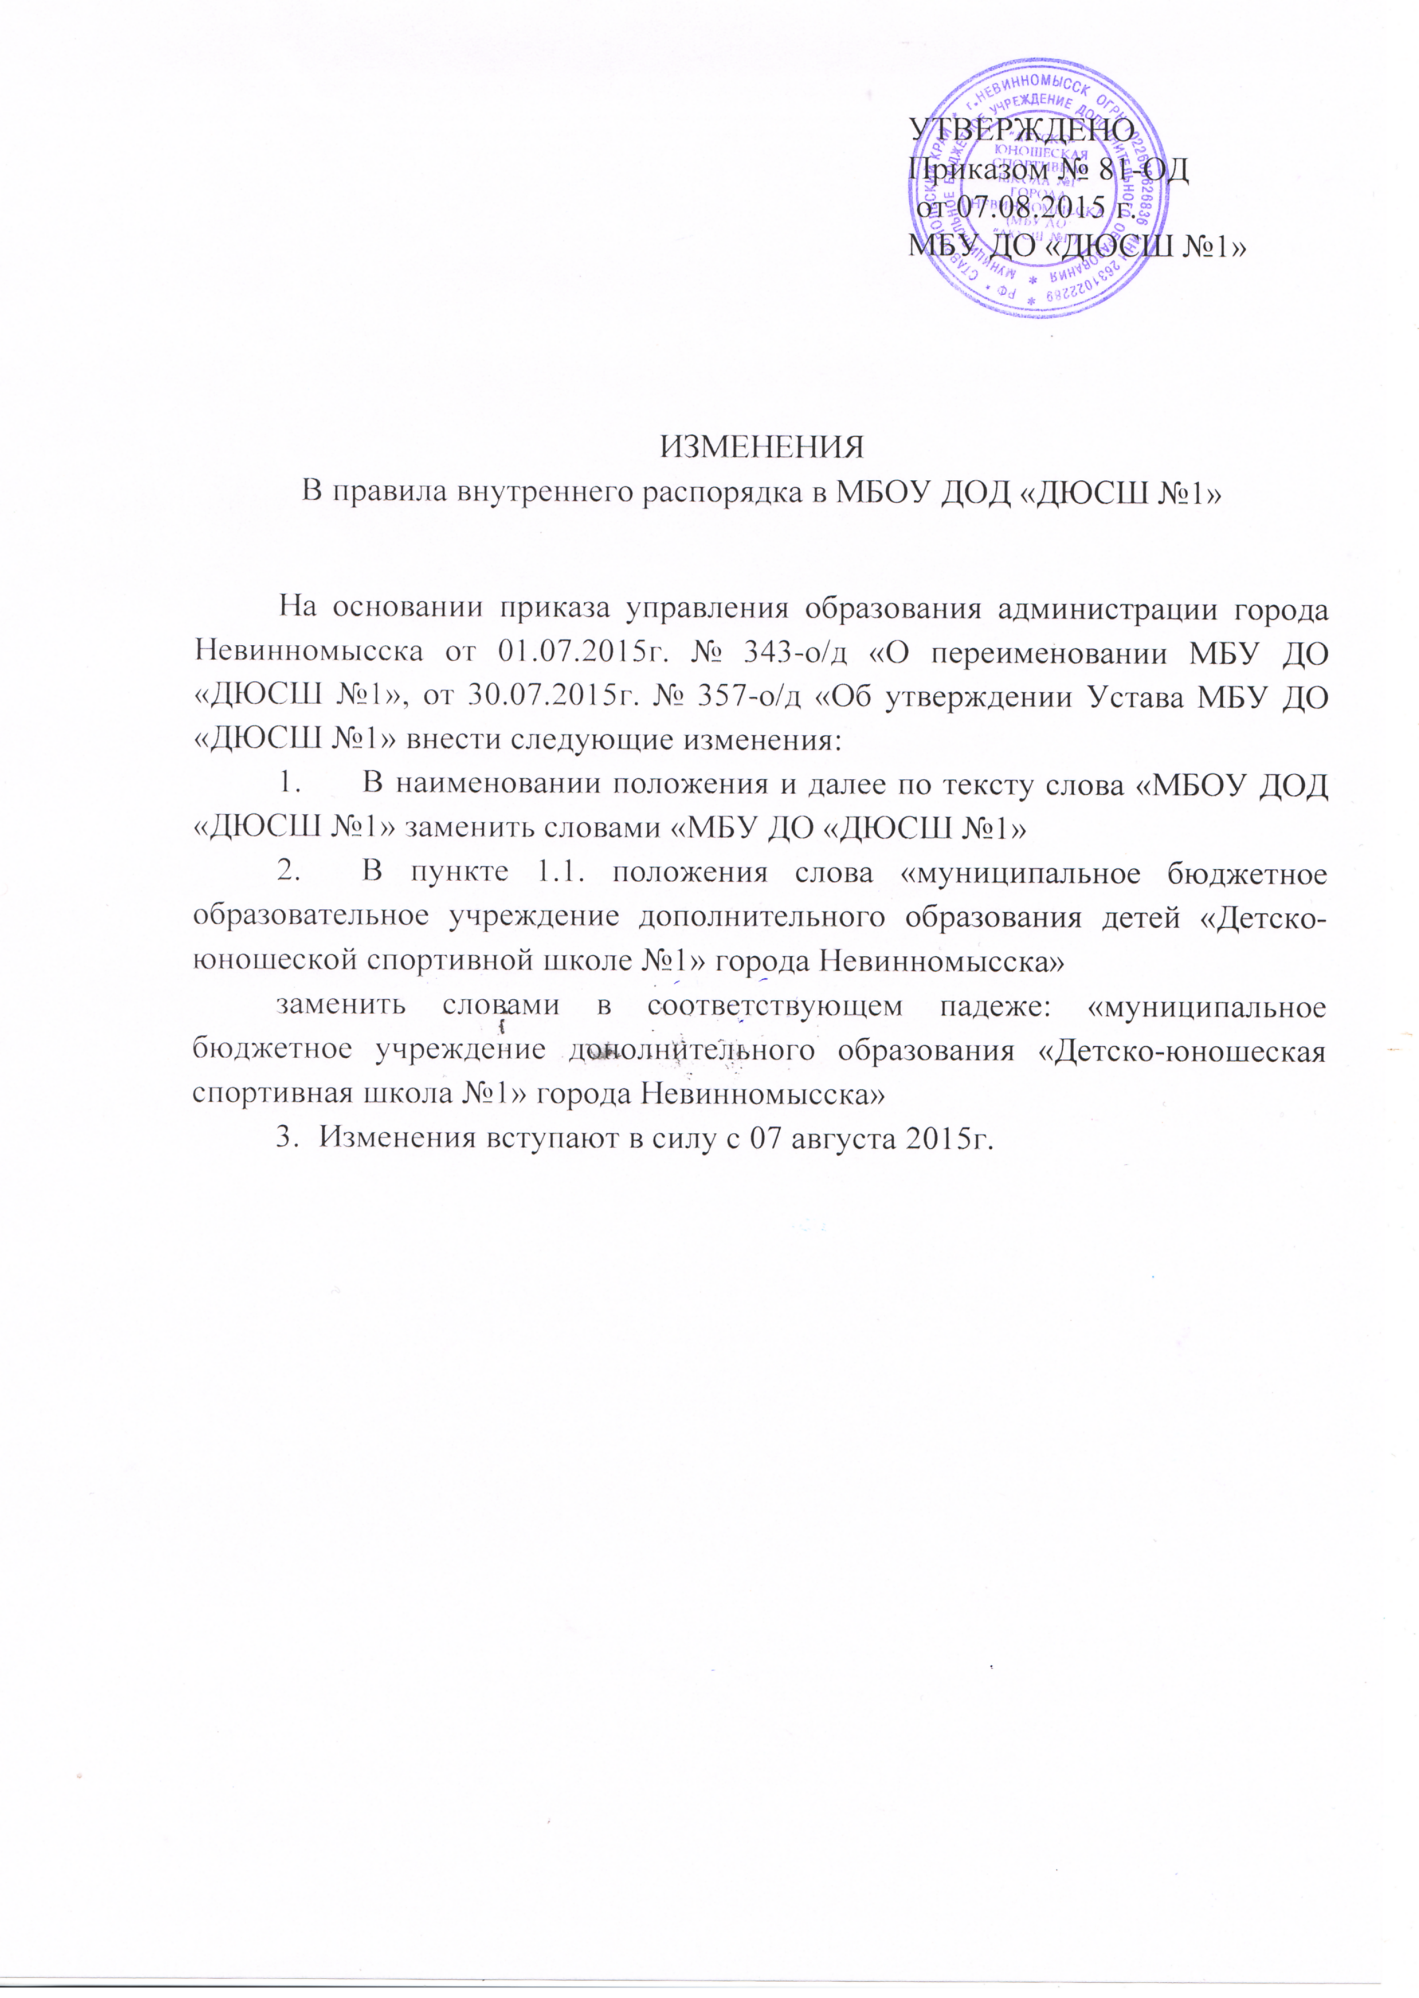 УТВЕРЖДЕНО
Приказом № 81-ОД
от 07.08.2015 г.
МБУ ДО «ДЮСШ №1»
г.НЕВИННОМЫССК ОГРН
УЧРЕЖДЕНИЕ
ЮНОШЕСКАЯ
ГОРОДА
ИЗМЕНЕНИЯ
В правила внутреннего распорядка в МБОУ ДОД «ДЮСШ №1»
На основании приказа управления образования администрации города
Невинномысска от 01.07.2015г. № 343-о/д «О переименовании МБУ ДО
«ДЮСШ №1», от 30.07.2015г. № 357-о/д «Об утверждении Устава МБУ ДО
«ДЮСШ №1» внести следующие изменения:
1. В наименовании положения и далее по тексту слова «МБОУ ДОД
«ДЮСШ №1» заменить словами «МБУ ДО «ДЮСШ №1»
2. В пункте 1.1. положения слова «муниципальное бюджетное
образовательное учреждение дополнительного образования детей «Детско-
юношеской спортивной школе №1» города Невинномысска»
заменить словами в соответствующем падеже: «муниципальное
бюджетное учреждение дополнительного образования «Детско-юношеская
спортивная школа №1» города Невинномысска»
3. Изменения вступают в силу с 07 августа 2015г.